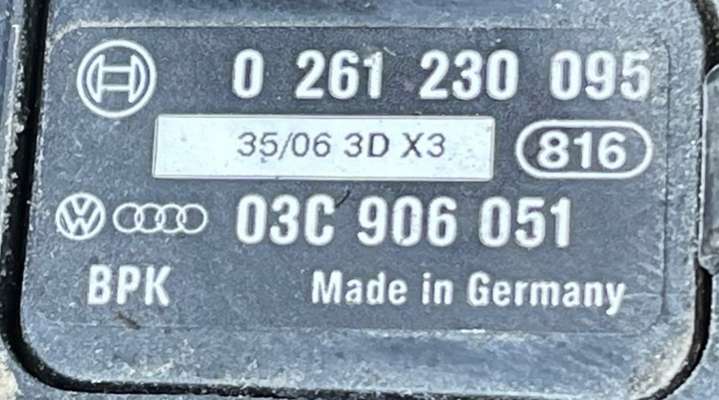 0 261 230 095
35/06 3D X3 816
03C 906 051
BPK Made in Germany